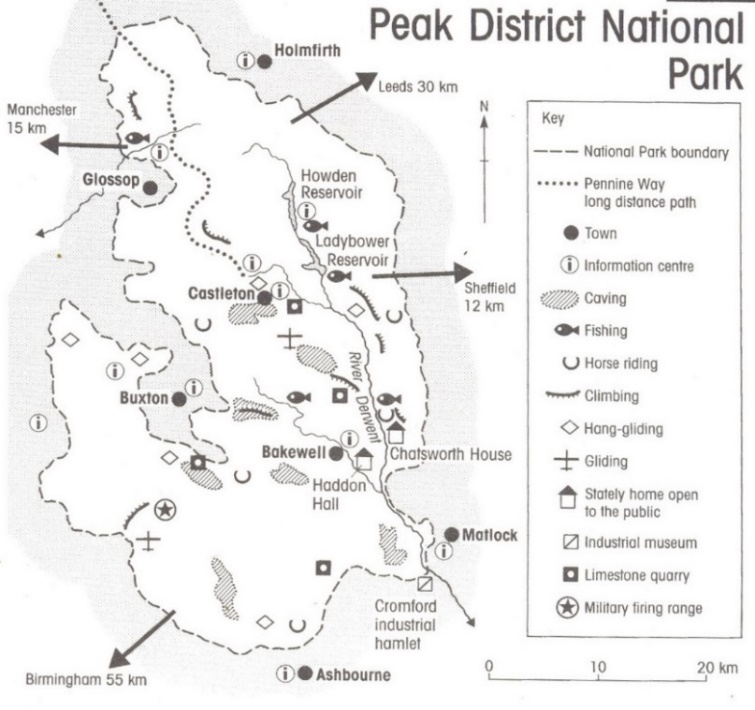 Peak District National
Park
Holmfirth
Leeds 30 km
Manchester
15 km
Glossop
Howden
Reservoir
Ladybower
Reservoir
Sheffield
12 km
Castleton
River Derwent
Buxton
Bakewell
Chatsworth House
Haddon
Hall
Matlock
Cromford
industrial
hamlet
Birmingham 55 km
Ashbourne
N
Key
National Park boundary
Pennine Way
long distance path
Town
i Information centre
Caving
Fishing
Horse riding
Climbing
Hang-gliding
Gliding
Stately home open
to the public
Industrial museum
Limestone quarry
Military firing range
0 10 20 km